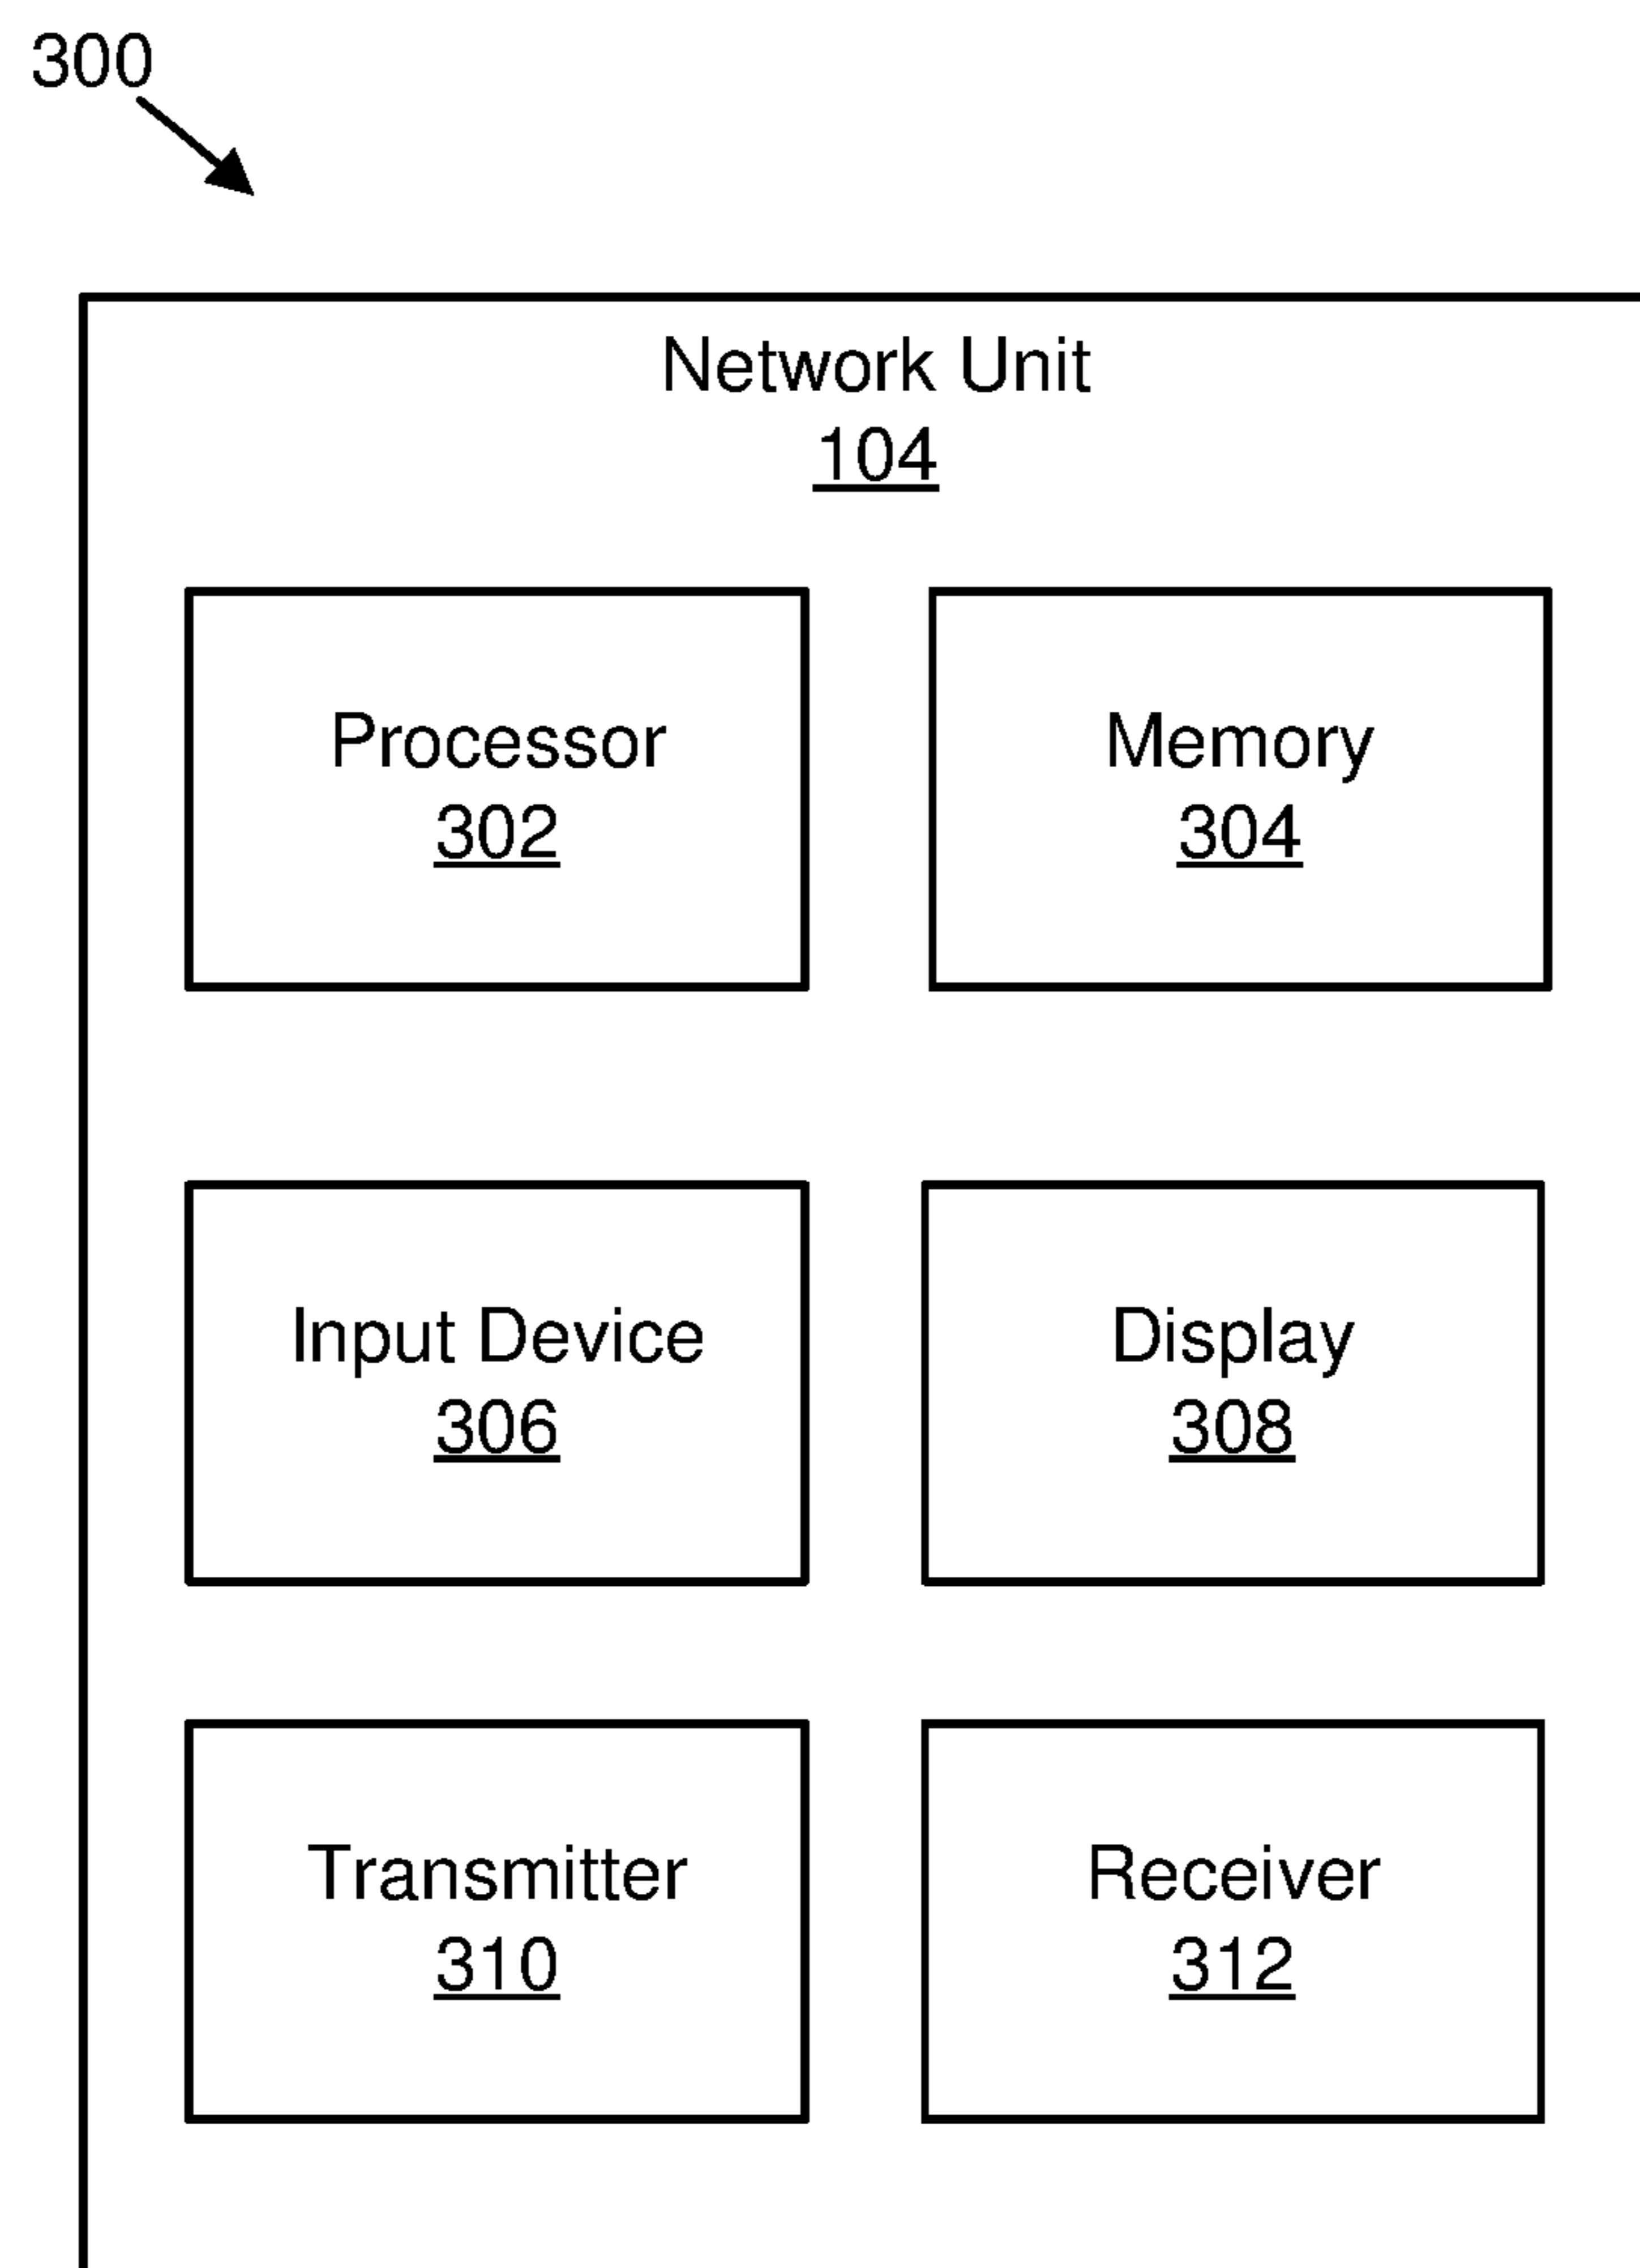 300
Network Unit
104
Processor
302
Memory
304
Input Device
306
Display
308
Transmitter
310
Receiver
312